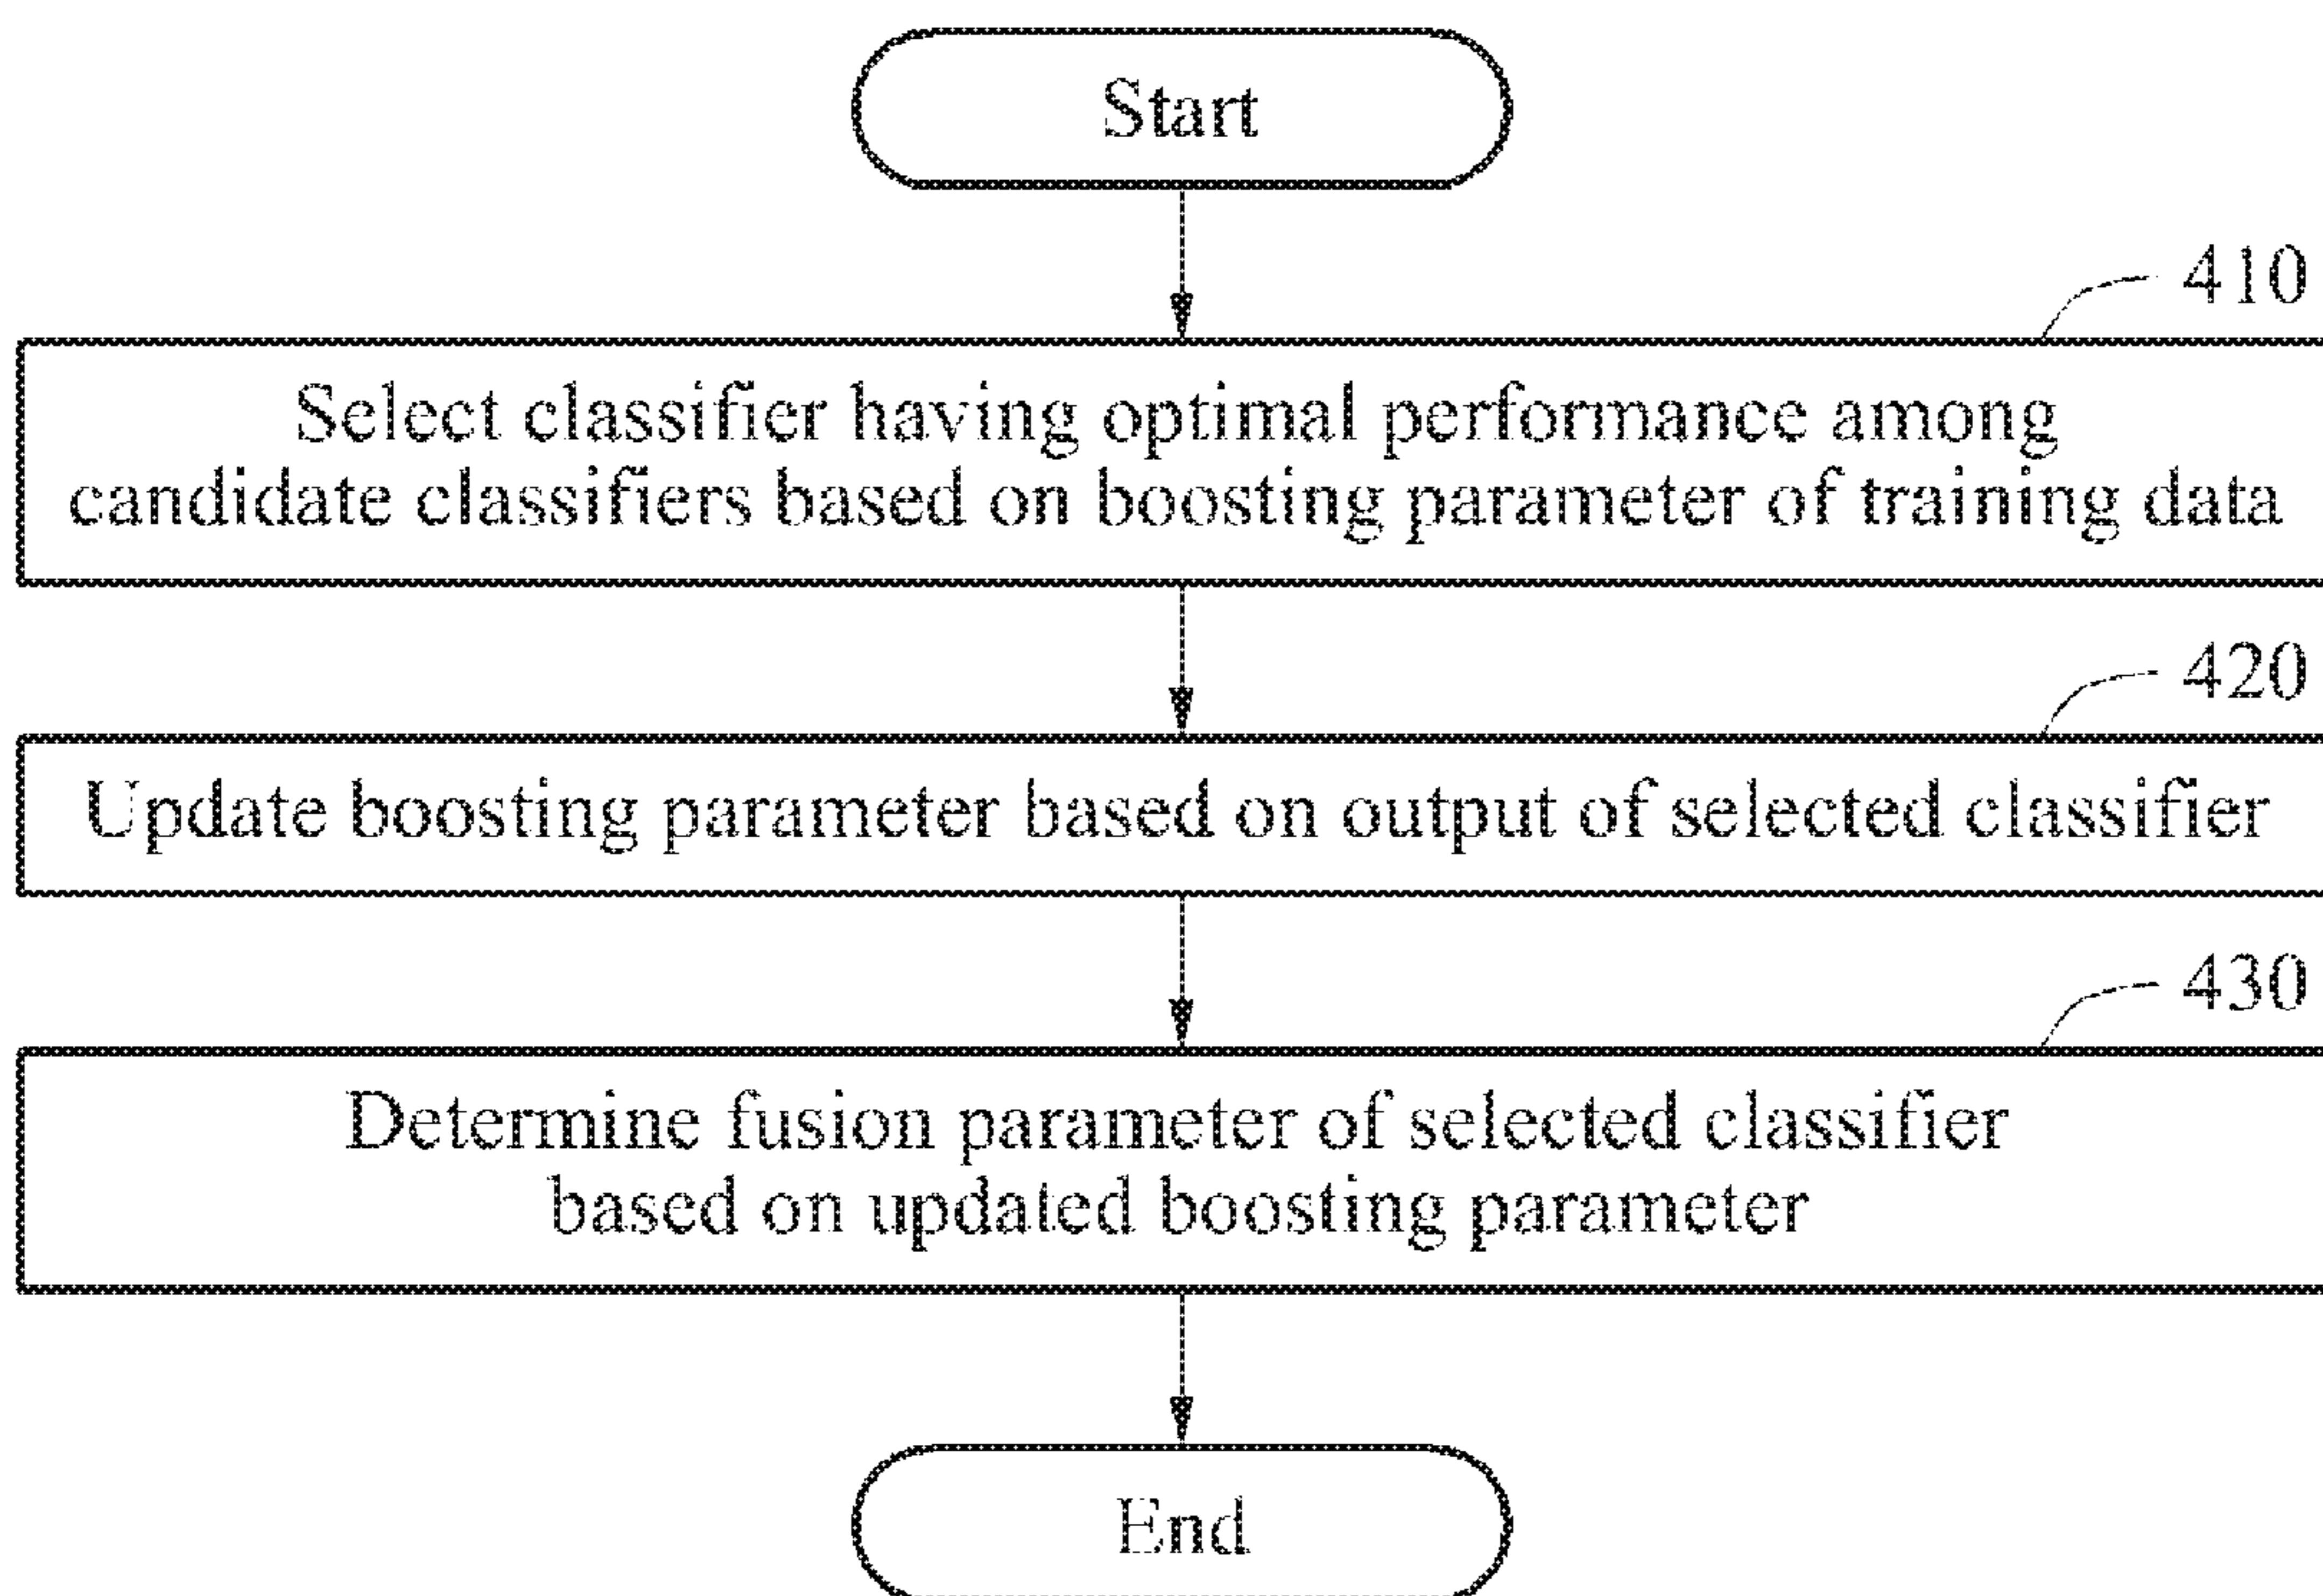 Start
410
Select classifier having optimal performance among
candidate classifiers based on boosting parameter of training data
420
Update boosting parameter based on output of selected classifier
430
Determine fusion parameter of selected classifier
based on updated boosting parameter
End